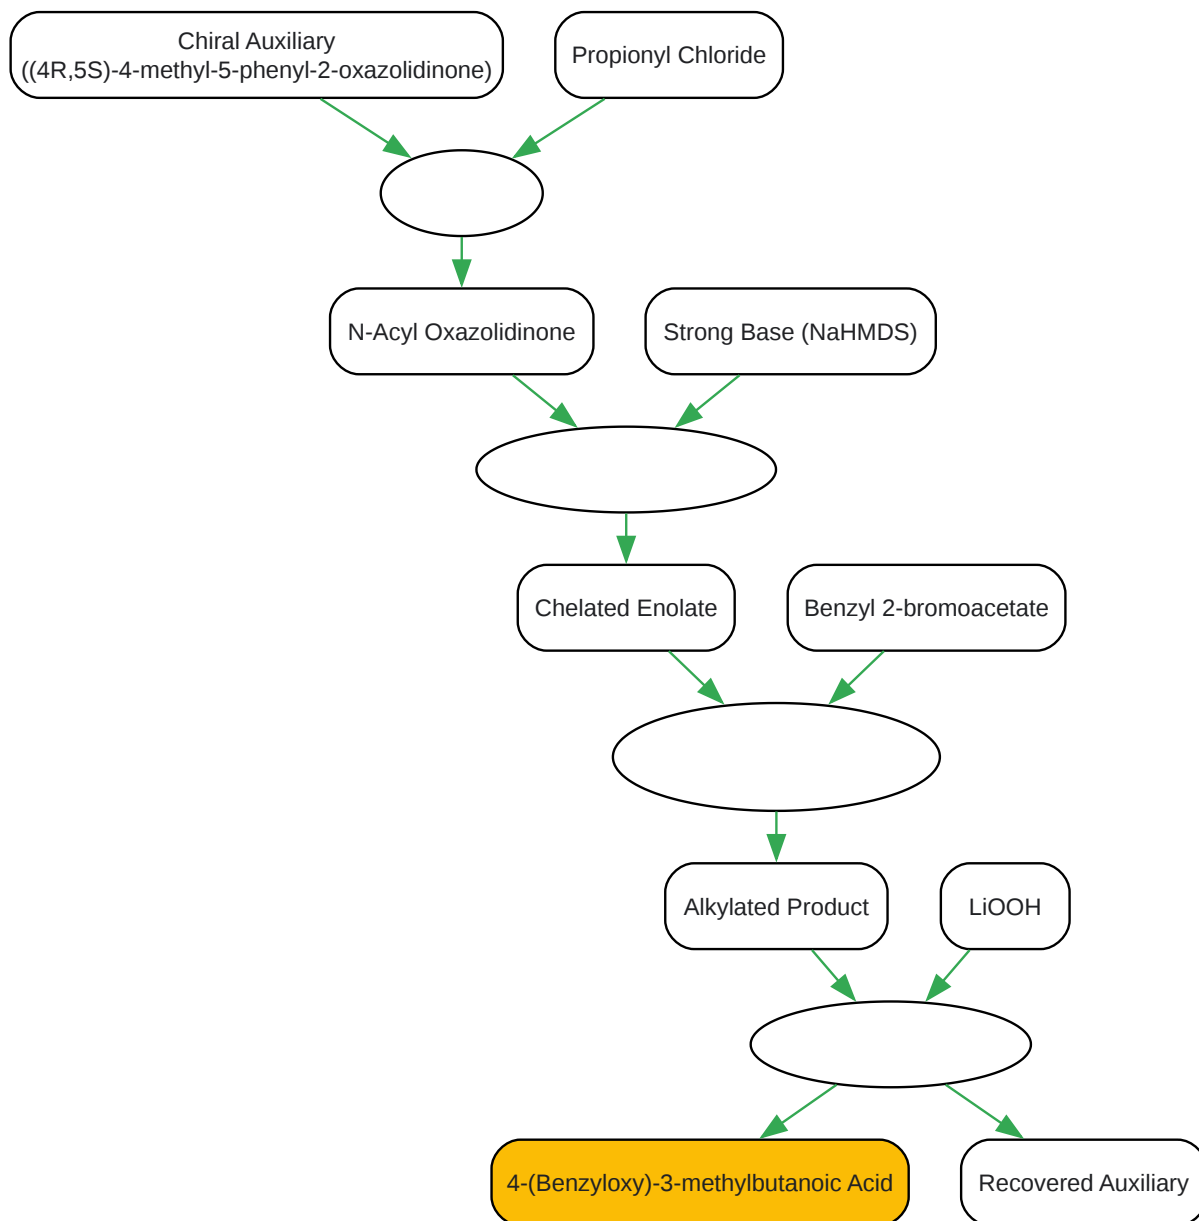 Chiral Auxiliary
((4R,5S)-4-methyl-5-phenyl-2-oxazolidinone)
Propionyl Chloride
N-Acyl Oxazolidinone
Strong Base (NaHMDS)
Chelated Enolate
Benzyl 2-bromoacetate
Alkylated Product
LiOOH
4-(Benzyloxy)-3-methylbutanoic Acid
Recovered Auxiliary